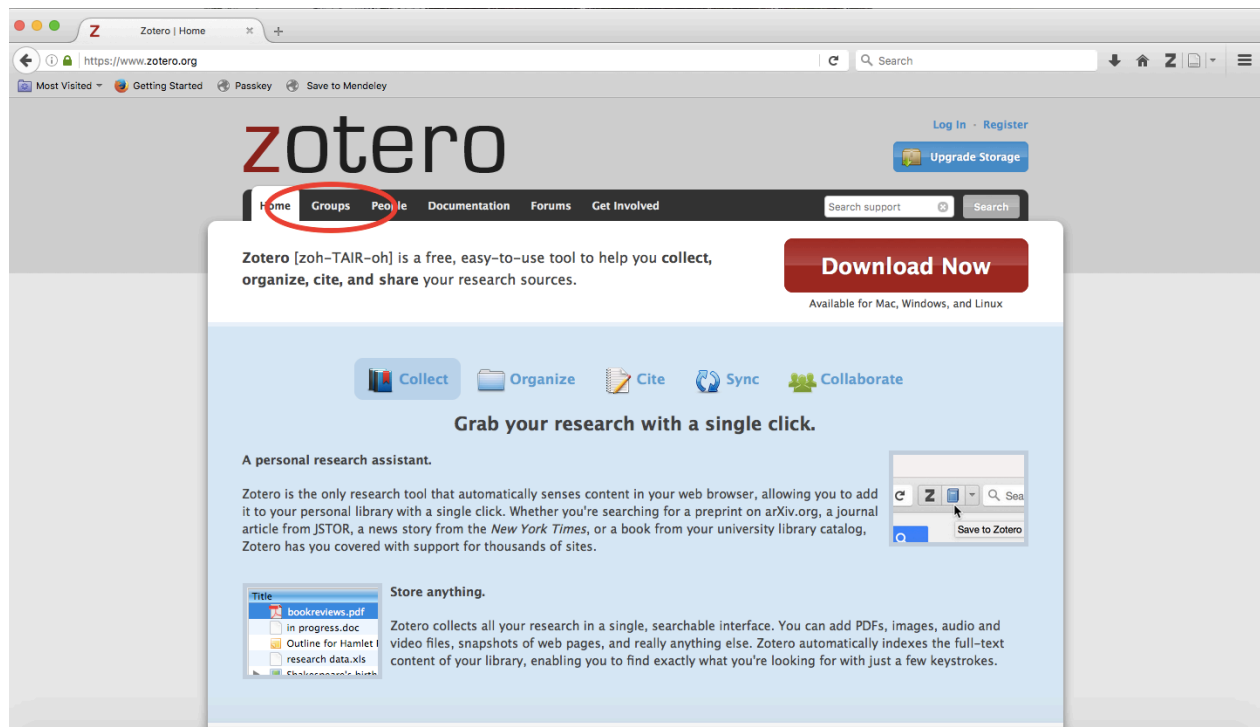 Z Zotero | Home
https://www.zotero.org
Search
Z
Most Visited
Getting Started
Passkey
Save to Mendeley
zotero
Log In - Register
Upgrade Storage
Home Groups People Documentation Forums Get Involved
Search support
Search
Zotero [zoh-TAIR-oh] is a free, easy-to-use tool to help you collect,
organize, cite, and share your research sources.
Download Now
Available for Mac, Windows, and Linux
Collect Organize Cite Sync Collaborate
Grab your research with a single click.
A personal research assistant.
Zotero is the only research tool that automatically senses content in your web browser, allowing you to add
it to your personal library with a single click. Whether you're searching for a preprint on arXiv.org, a journal
article from JSTOR, a news story from the New York Times, or a book from your university library catalog,
Zotero has you covered with support for thousands of sites.
Z
Sea
Save to Zotero
Title
bookreviews.pdf
in progress.doc
Outline for Hamlet
research data.xls
Shakespeare's birth
Store anything.
Zotero collects all your research in a single, searchable interface. You can add PDFs, images, audio and
video files, snapshots of web pages, and really anything else. Zotero automatically indexes the full-text
content of your library, enabling you to find exactly what you're looking for with just a few keystrokes.